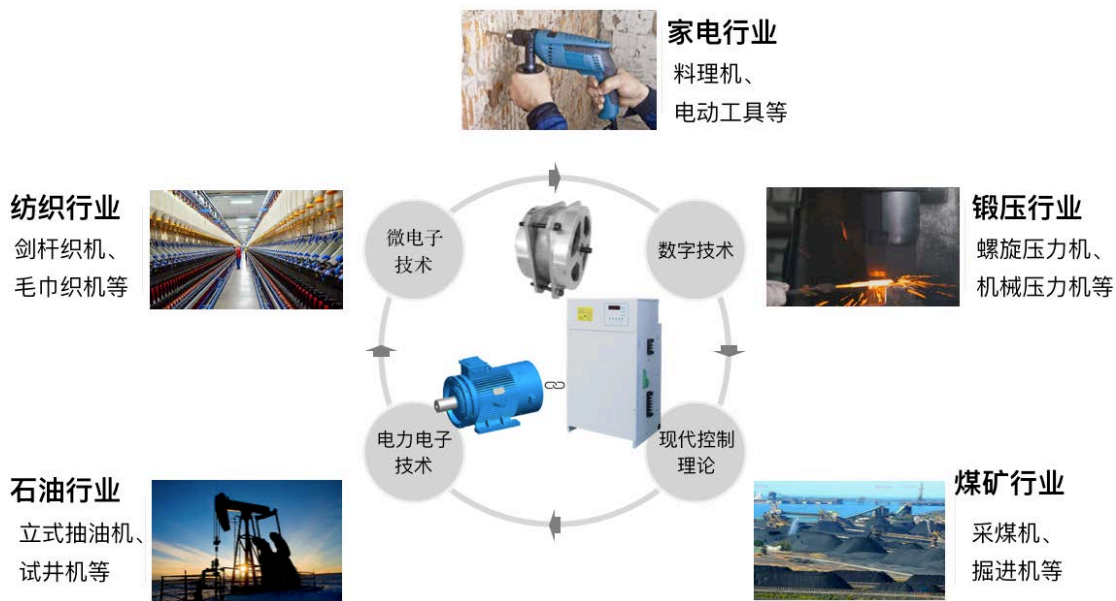 家电行业
料理机、
电动工具等
纺织行业
剑杆织机、
毛巾织机等
微电子
技术
数字技术
锻压行业
螺旋压力机、
机械压力机等
电力电子
技术
现代控制
理论
石油行业
立式抽油机、
试井机等
煤矿行业
采煤机、
掘进机等